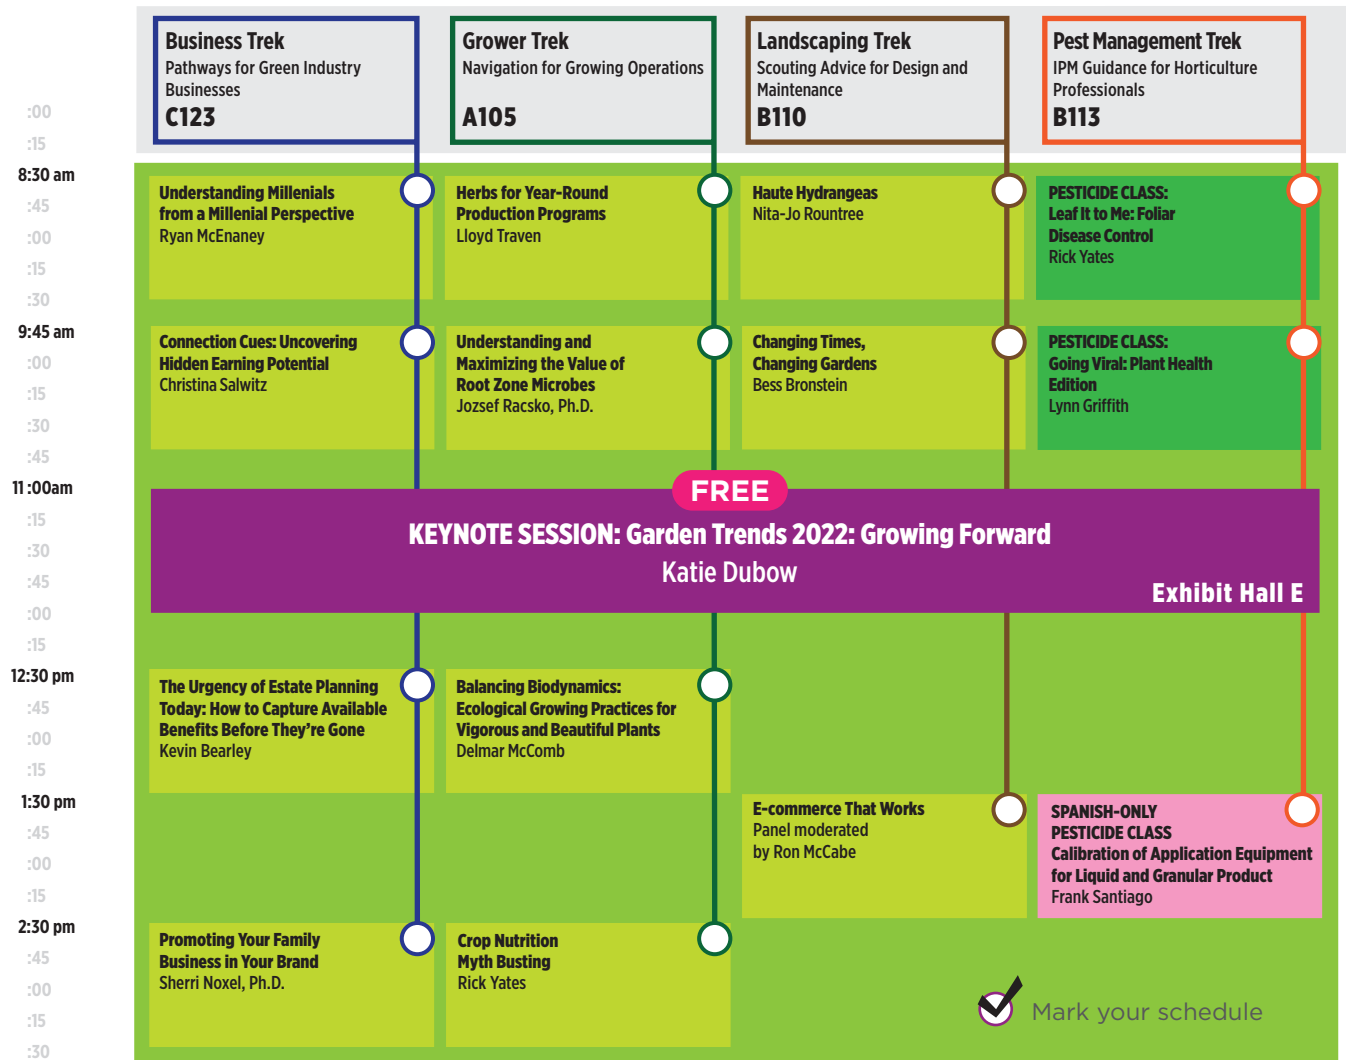 Business Trek
Pathways for Green Industry
Businesses
C123
Grower Trek
Navigation for Growing Operations
A105
Landscaping Trek
Scouting Advice for Design and
Maintenance
B110
Pest Management Trek
IPM Guidance for Horticulture
Professionals
B113
:00
:15
8:30 am
:45
:00
:15
:30
Understanding Millenials
from a Millenial Perspective
Ryan McEnaney
Herbs for Year-Round
Production Programs
Lloyd Traven
Haute Hydrangeas
Nita-Jo Rountree
PESTICIDE CLASS:
Leaf It to Me: Foliar
Disease Control
Rick Yates
9:45 am
:00
:15
:30
:45
Connection Cues: Uncovering
Hidden Earning Potential
Christina Salwitz
Understanding and
Maximizing the Value of
Root Zone Microbes
Jozsef Racsko, Ph.D.
Changing Times,
Changing Gardens
Bess Bronstein
PESTICIDE CLASS:
Going Viral: Plant Health
Edition
Lynn Griffith
11:00am
:15
:30
:45
:00
:15
FREE
KEYNOTE SESSION: Garden Trends 2022: Growing Forward
Katie Dubow
Exhibit Hall E
12:30 pm
:45
:00
:15
The Urgency of Estate Planning
Today: How to Capture Available
Benefits Before They're Gone
Kevin Bearley
Balancing Biodynamics:
Ecological Growing Practices for
Vigorous and Beautiful Plants
Delmar McComb
1:30 pm
:45
:00
:15
E-commerce That Works
Panel moderated
by Ron McCabe
SPANISH-ONLY
PESTICIDE CLASS
Calibration of Application Equipment
for Liquid and Granular Product
Frank Santiago
2:30 pm
:45
:00
:15
:30
Promoting Your Family
Business in Your Brand
Sherri Noxel, Ph.D.
Crop Nutrition
Myth Busting
Rick Yates
Mark your schedule